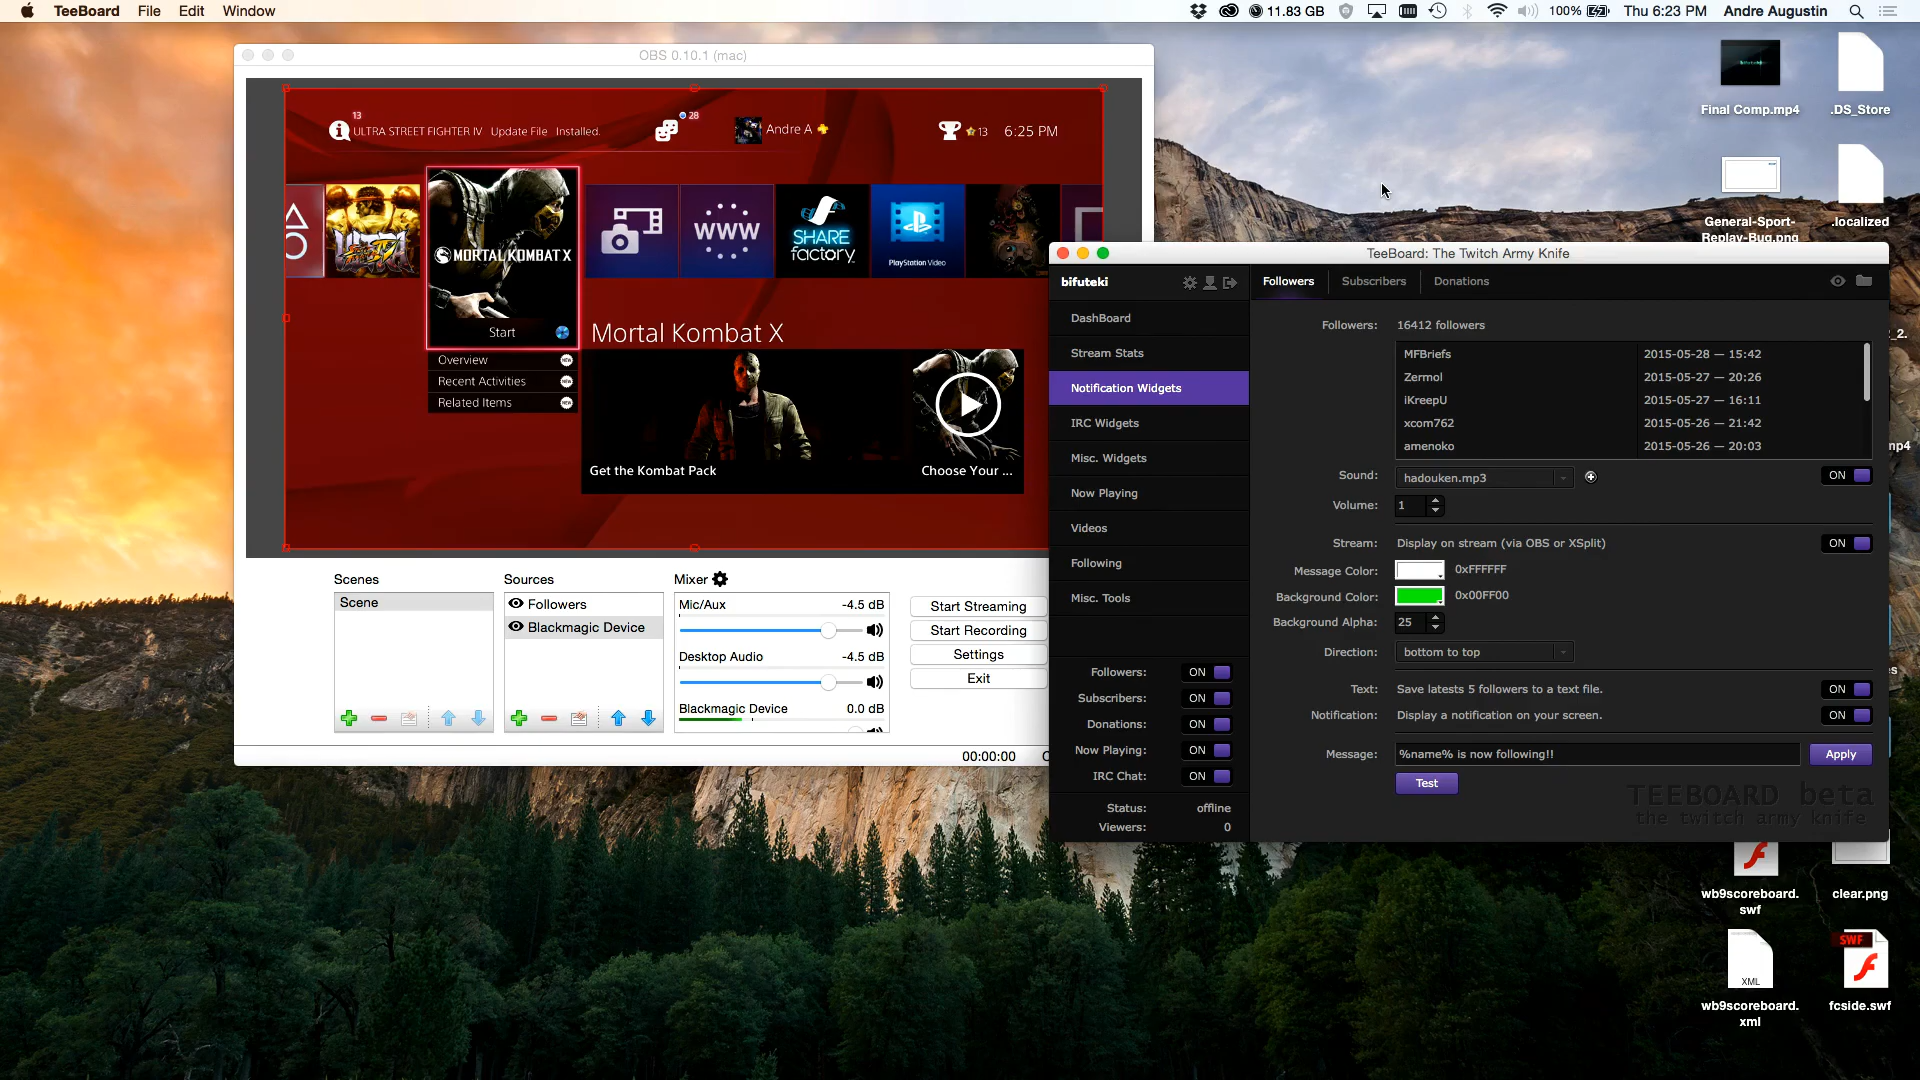 TeeBoard File Edit Window 11.83 GB 100% Thu 6:23 PM Andre Augustin
OBS 0.10.1 (mac)
13
ULTRA STREET FIGHTER IV Update File Installed.
28
Andre A
13 6:25 PM
ULTRA
IV
MORTAL KOMBAT X
Start
WWW
SHARE
factory
PlayStation Video
Mortal Kombat X
Overview
Recent Activities
Related Items
Get the Kombat Pack
Choose Your ...
Scenes
Scene
Sources
Followers
Blackmagic Device
Mixer
Mic/Aux -4.5 dB
Desktop Audio -4.5 dB
Blackmagic Device 0.0 dB
Start Streaming
Start Recording
Settings
Exit
00:00:00
TeeBoard: The Twitch Army Knife
bifuteki
DashBoard
Stream Stats
Notification Widgets
IRC Widgets
Misc. Widgets
Now Playing
Videos
Following
Misc. Tools
Followers: ON
Subscribers: ON
Donations: ON
Now Playing: ON
IRC Chat: ON
Status: offline
Viewers: 0
Followers Subscribers Donations
Followers: 16412 followers
MFBriefs 2015-05-28 — 15:42
Zermol 2015-05-27 — 20:26
iKreepU 2015-05-27 — 16:11
xcom762 2015-05-26 — 21:42
amenoko 2015-05-26 — 20:03
Sound: hadouken.mp3 ON
Volume: 1
Stream: Display on stream (via OBS or XSplit) ON
Message Color: 0xFFFFFF
Background Color: 0x00FF00
Background Alpha: 25
Direction: bottom to top
Text: Save latests 5 followers to a text file. ON
Notification: Display a notification on your screen. ON
Message: %name% is now following!! Apply
Test
TEEBOARD beta
the twitch army knife
Final Comp.mp4
.DS_Store
General-Sport-
Replay-Bug.png
.localized
_2.
mp4
es
wb9scoreboard.
swf
clear.png
XML
wb9scoreboard.
xml
SWF
fcside.swf